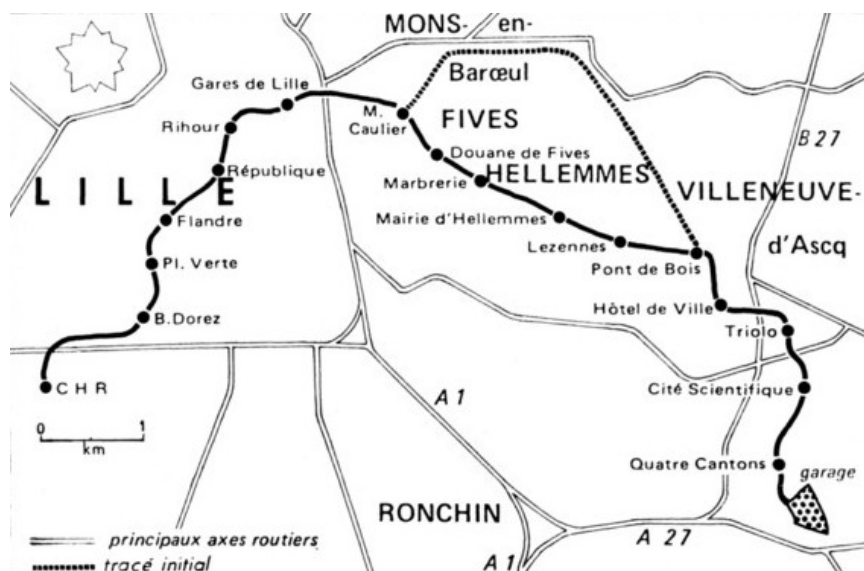 MONS-en-
Barœul
Gares de Lille
M.
Caulier
FIVES
Rihour
Douane de Fives
B 27
République
HELLEMMES
Marbrerie
LILLE
VILLENEUVE-
d'Ascq
Flandre
Mairie d'Hellemmes
Lezennes
Pl. Verte
Pont de Bois
B.Dorez
Hôtel de Ville
Triolo
CHR
A1
Cité Scientifique
0 1
km
Quatre Cantons
garage
RONCHIN
principaux axes routiers
A 27
A1
tracé initial